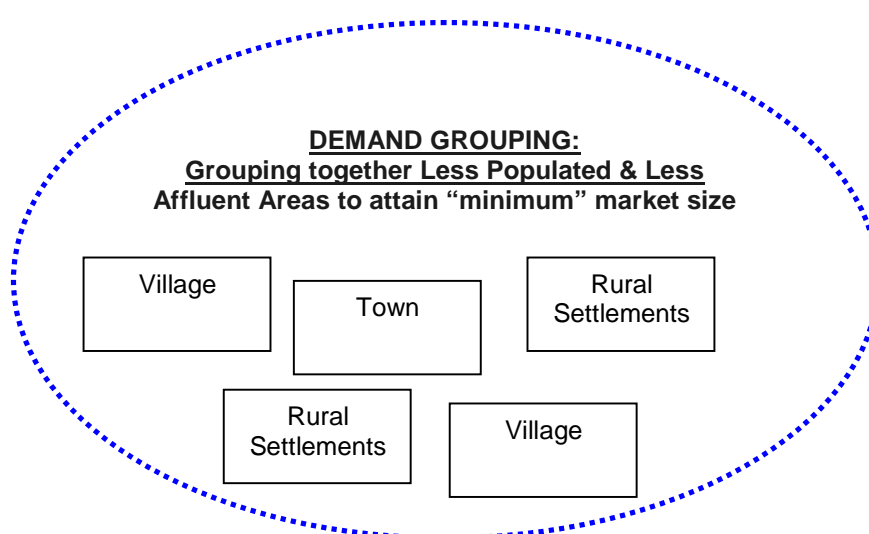 DEMAND GROUPING:
Grouping together Less Populated & Less
Affluent Areas to attain “minimum” market size
Village
Town
Rural
Settlements
Rural
Settlements
Village